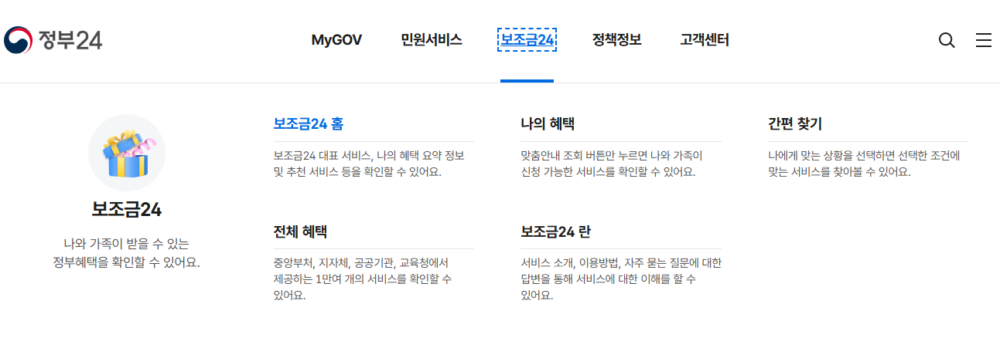 정부24
MyGOV
민원서비스
보조금24
정책정보
고객센터
보조금24
나와 가족이 받을 수 있는
정부혜택을 확인할 수 있어요.
보조금24 홈
보조금24 대표 서비스, 나의 혜택 요약 정보
및 추천 서비스 등을 확인할 수 있어요.
나의 혜택
맞춤안내 조회 버튼만 누르면 나와 가족이
신청 가능한 서비스를 확인할 수 있어요.
간편 찾기
나에게 맞는 상황을 선택하면 선택한 조건에
맞는 서비스를 찾아볼 수 있어요.
전체 혜택
중앙부처, 지자체, 공공기관, 교육청에서
제공하는 1만여 개의 서비스를 확인할 수
있어요.
보조금24 란
서비스 소개, 이용방법, 자주 묻는 질문에 대한
답변을 통해 서비스에 대한 이해를 할 수
있어요.